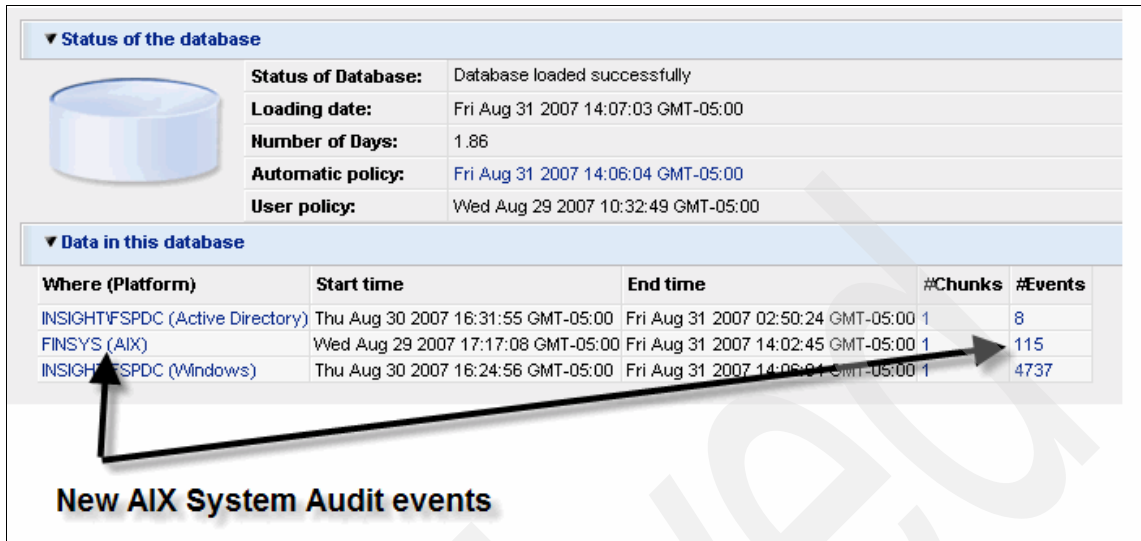 Status of the database
Status of Database: Database loaded successfully
Loading date: Fri Aug 31 2007 14:07:03 GMT-05:00
Number of Days: 1.86
Automatic policy: Fri Aug 31 2007 14:06:04 GMT-05:00
User policy: Wed Aug 29 2007 10:32:49 GMT-05:00
Data in this database
Where (Platform) Start time End time #Chunks #Events
INSIGHT\FSPDC (Active Directory) Thu Aug 30 2007 16:31:55 GMT-05:00 Fri Aug 31 2007 02:50:24 GMT-05:00 1 8
FINSYS (AIX) Wed Aug 29 2007 17:17:08 GMT-05:00 Fri Aug 31 2007 14:02:45 GMT-05:00 1 115
(Windows) Thu Aug 30 2007 16:24:56 GMT-05:00 Fri Aug 31 2007 GMT-05:00 1 4737
New AIX System Audit events